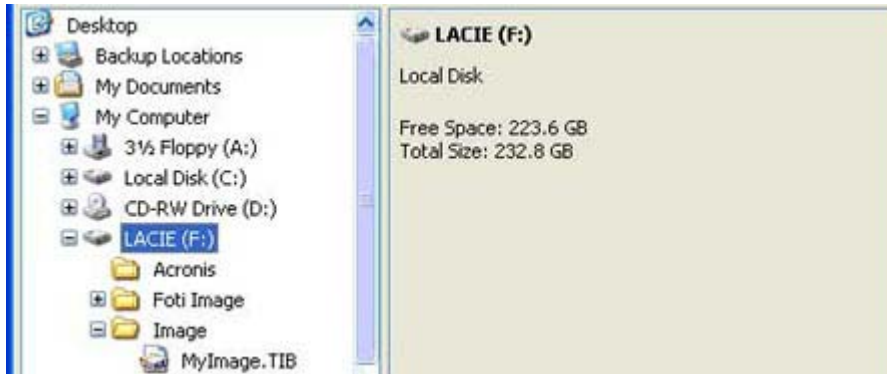 Desktop
Backup Locations
My Documents
My Computer
3½ Floppy (A:)
Local Disk (C:)
CD-RW Drive (D:)
LACIE (F:)
Acronis
Foti Image
Image
MyImage.TIB
LACIE (F:)
Local Disk
Free Space: 223.6 GB
Total Size: 232.8 GB